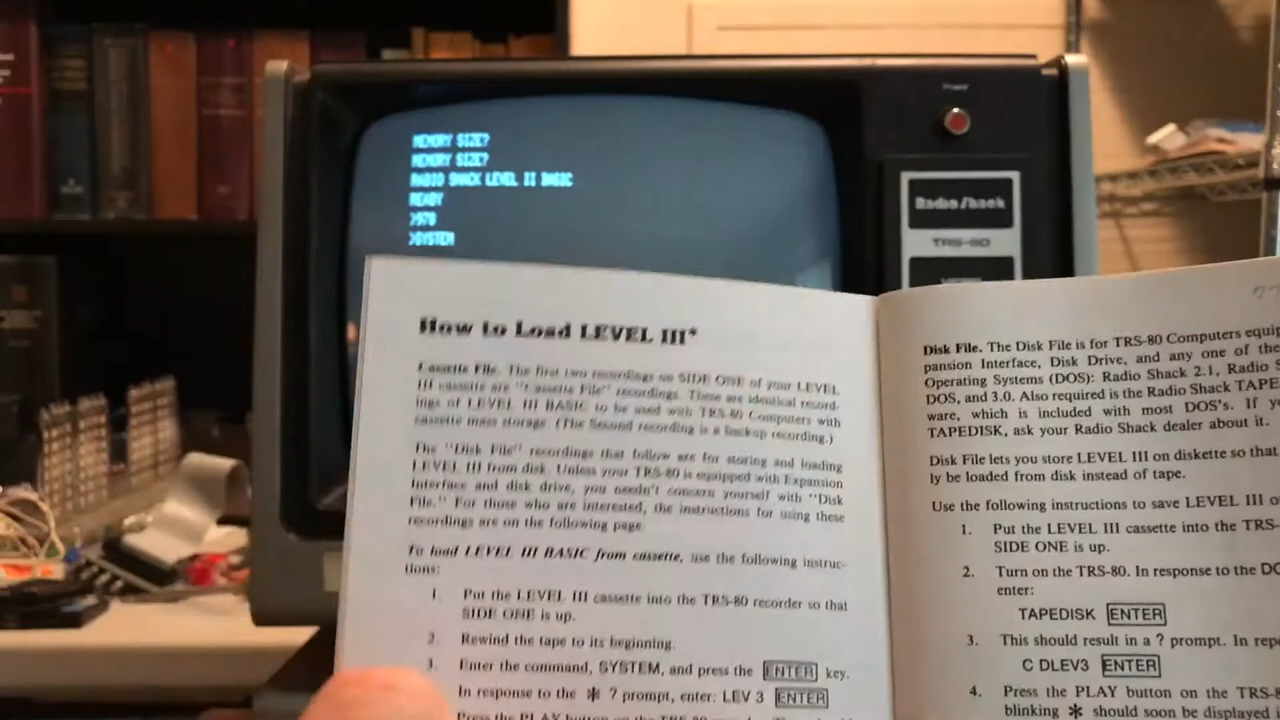 MEMORY SIZE?
MEMORY SIZE?
RADIO SHACK LEVEL II BASIC
READY
>970
>SYSTEM
Power
Radio Shack
TRS-80
How to Load LEVEL III*
Cassette File. The first two recordings on SIDE ONE of your LEVEL
III cassette are "Cassette File" recordings. These are identical record-
ings of LEVEL III BASIC to be used with TRS-80 Computers with
cassette mass storage. (The Second recording is a backup recording.)
The "Disk File" recordings that follow are for storing and loading
LEVEL III from disk. Unless your TRS-80 is equipped with Expansion
Interface and disk drive, you needn't concern yourself with "Disk
File." For those who are interested, the instructions for using these
recordings are on the following page.
To load LEVEL III BASIC from cassette, use the following instruc-
tions:
1. Put the LEVEL III cassette into the TRS-80 recorder so that
SIDE ONE is up.
2. Rewind the tape to its beginning.
3. Enter the command, SYSTEM, and press the ENTER key.
In response to the * ? prompt, enter: LEV 3 ENTER
Press the PLAY button on the TRS-80
Disk File. The Disk File is for TRS-80 Computers equip
pansion Interface, Disk Drive, and any one of the
Operating Systems (DOS): Radio Shack 2.1, Radio S
DOS, and 3.0. Also required is the Radio Shack TAPE
ware, which is included with most DOS's. If y
TAPEDISK, ask your Radio Shack dealer about it.
Disk File lets you store LEVEL III on diskette so that
ly be loaded from disk instead of tape.
Use the following instructions to save LEVEL III o
1. Put the LEVEL III cassette into the TRS-
SIDE ONE is up.
2. Turn on the TRS-80. In response to the DO
enter:
TAPEDISK ENTER
3. This should result in a ? prompt. In rep
C DLEV3 ENTER
4. Press the PLAY button on the TRS-8
blinking * should soon be displayed